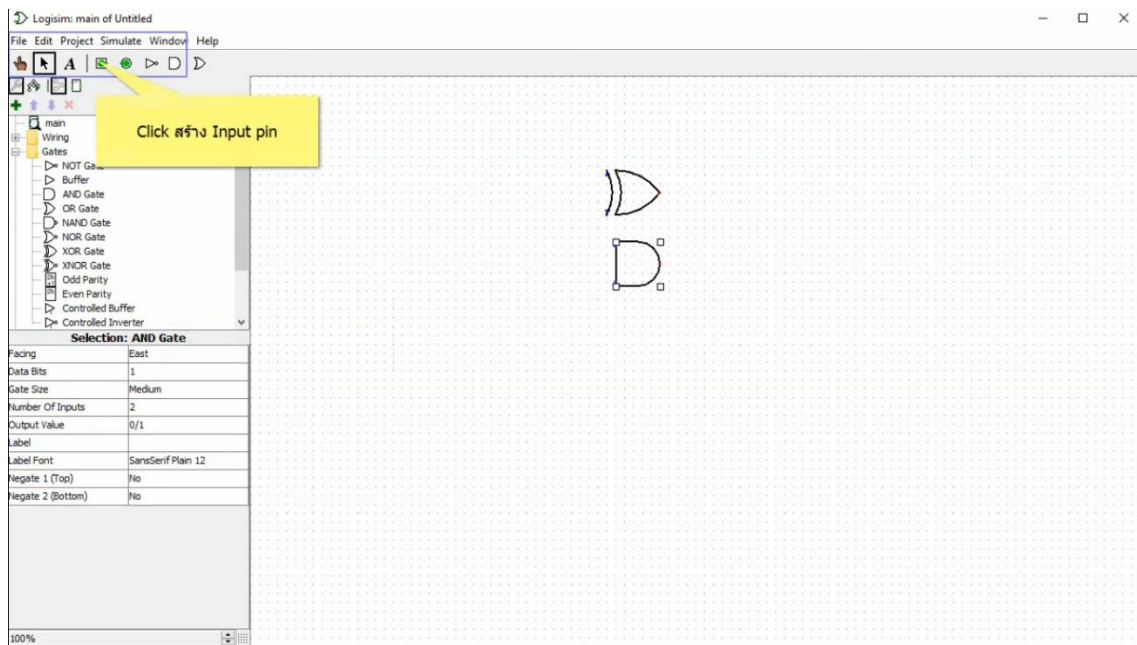 Logisim: main of Untitled
File Edit Project Simulate Window Help
A
Click สร้าง Input pin
main
Wiring
Gates
NOT Gate
Buffer
AND Gate
OR Gate
NAND Gate
NOR Gate
XOR Gate
XNOR Gate
Odd Parity
Even Parity
Controlled Buffer
Controlled Inverter
Selection: AND Gate
Facing East
Data Bits 1
Gate Size Medium
Number Of Inputs 2
Output Value 0/1
Label
Label Font SansSerif Plain 12
Negate 1 (Top) No
Negate 2 (Bottom) No
100%